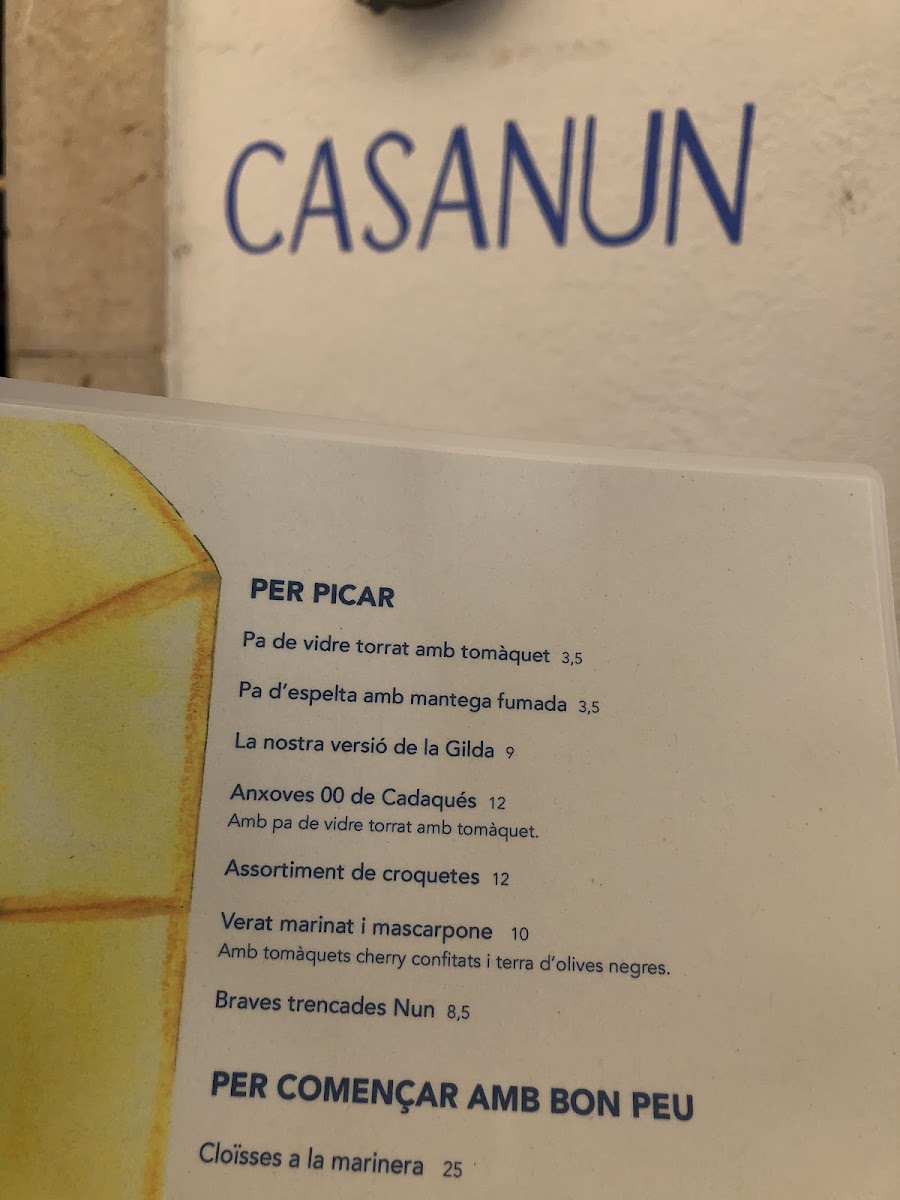 CASANUN
PER PICAR
Pa de vidre torrat amb tomàquet 3,5
Pa d'espelta amb mantega fumada 3,5
La nostra versió de la Gilda 9
Anxoves 00 de Cadaqués 12
Amb pa de vidre torrat amb tomàquet.
Assortiment de croquetes 12
Verat marinat i mascarpone 10
Amb tomàquets cherry confitats i terra d'olives negres.
Braves trencades Nun 8,5
PER COMENÇAR AMB BON PEU
Cloïsses a la marinera 25